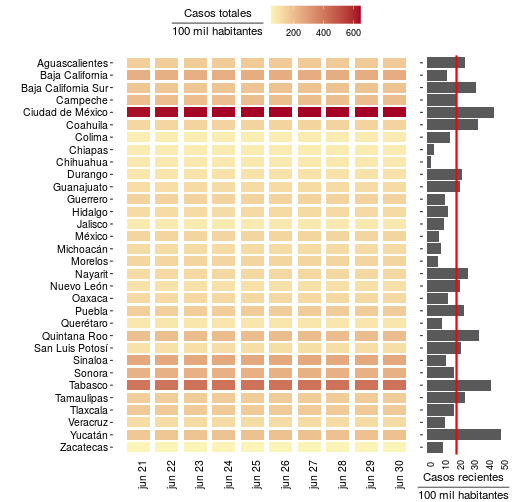 Casos totales
100 mil habitantes
200 400 600
Aguascalientes
Baja California
Baja California Sur
Campeche
Ciudad de México
Coahuila
Colima
Chiapas
Chihuahua
Durango
Guanajuato
Guerrero
Hidalgo
Jalisco
México
Michoacán
Morelos
Nayarit
Nuevo León
Oaxaca
Puebla
Querétaro
Quintana Roo
San Luis Potosí
Sinaloa
Sonora
Tabasco
Tamaulipas
Tlaxcala
Veracruz
Yucatán
Zacatecas
jun 21
jun 22
jun 23
jun 24
jun 25
jun 26
jun 27
jun 28
jun 29
jun 30
0
10
20
30
40
50
Casos recientes
100 mil habitantes